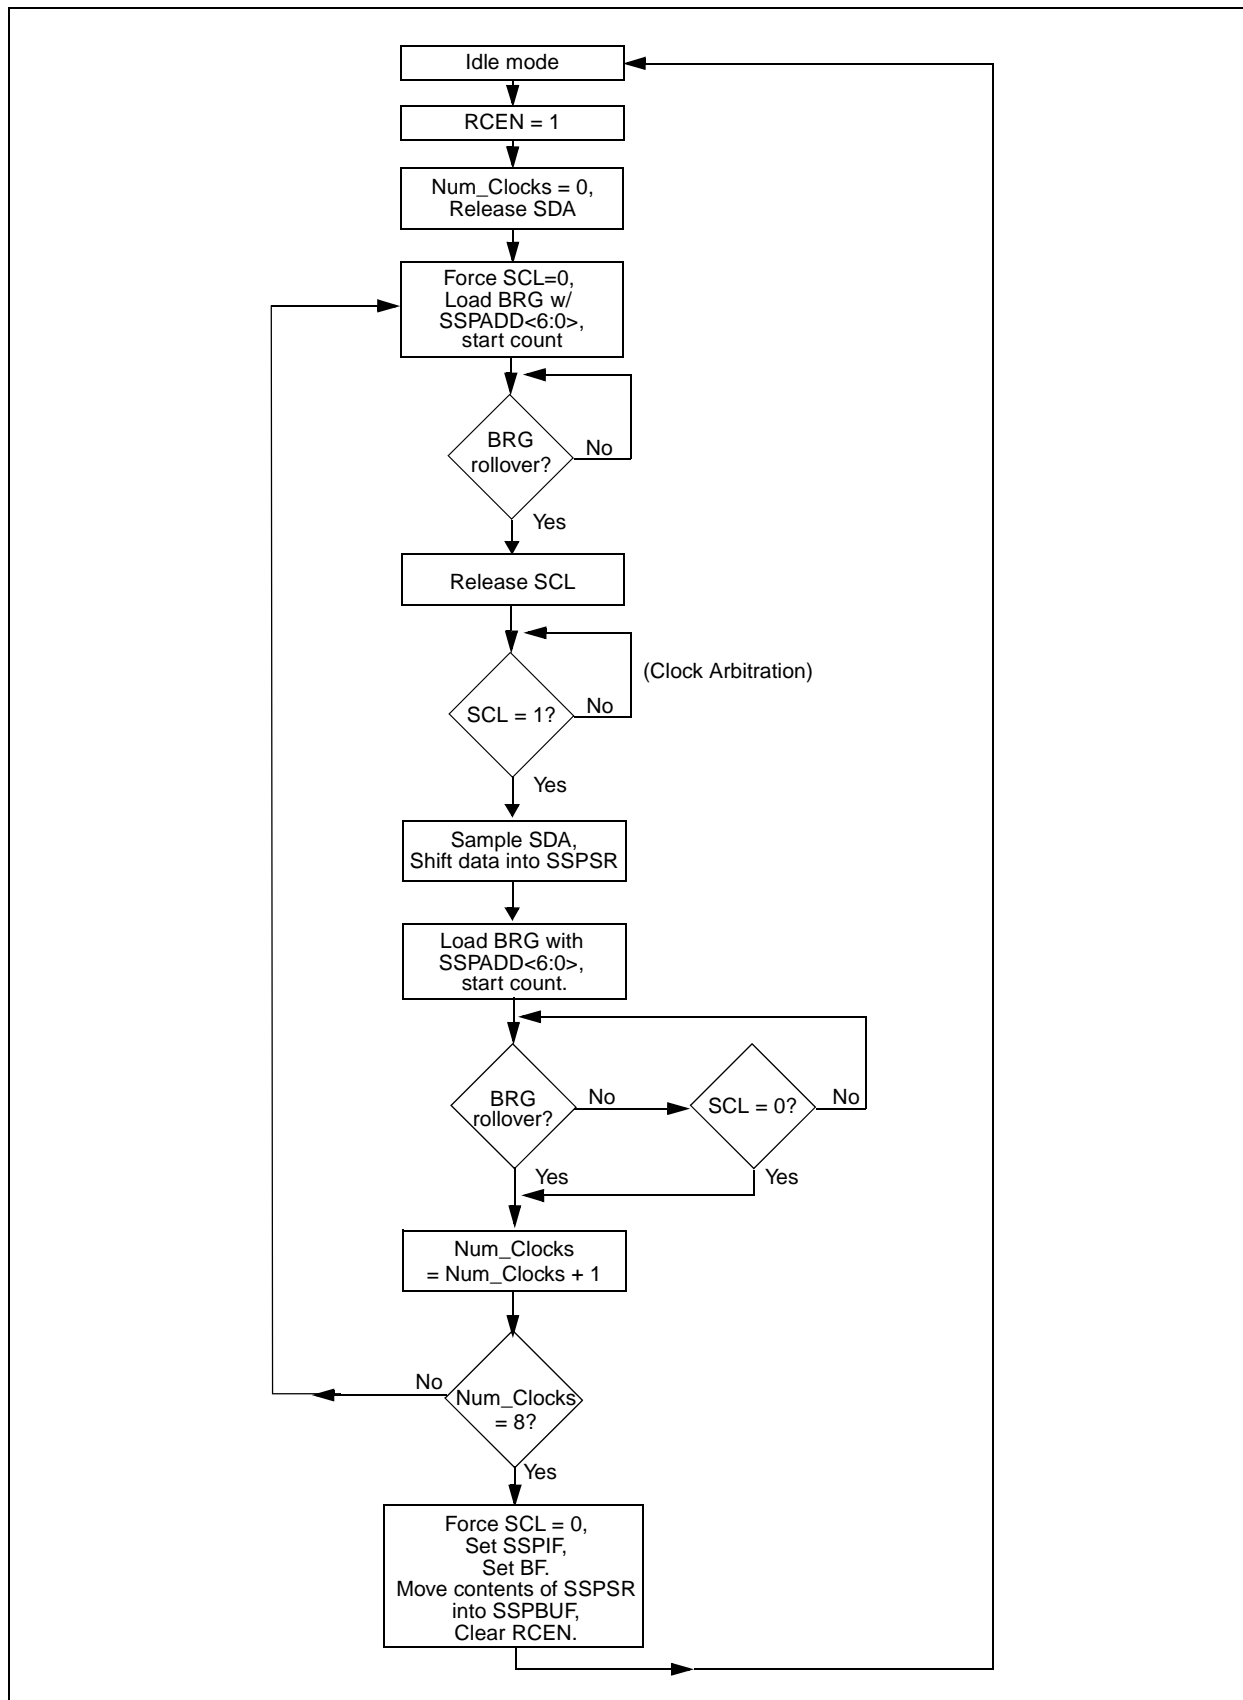 Idle mode
RCEN = 1
Num_Clocks = 0,
Release SDA
Force SCL=0,
Load BRG w/
SSPADD<6:0>,
start count
BRG
rollover?
No
Yes
Release SCL
(Clock Arbitration)
SCL = 1?
No
Yes
Sample SDA,
Shift data into SSPSR
Load BRG with
SSPADD<6:0>,
start count.
BRG
rollover?
No
SCL = 0?
No
Yes
Yes
Num_Clocks
= Num_Clocks + 1
No
Num_Clocks
= 8?
Yes
Force SCL = 0,
Set SSPIF,
Set BF.
Move contents of SSPSR
into SSPBUF,
Clear RCEN.